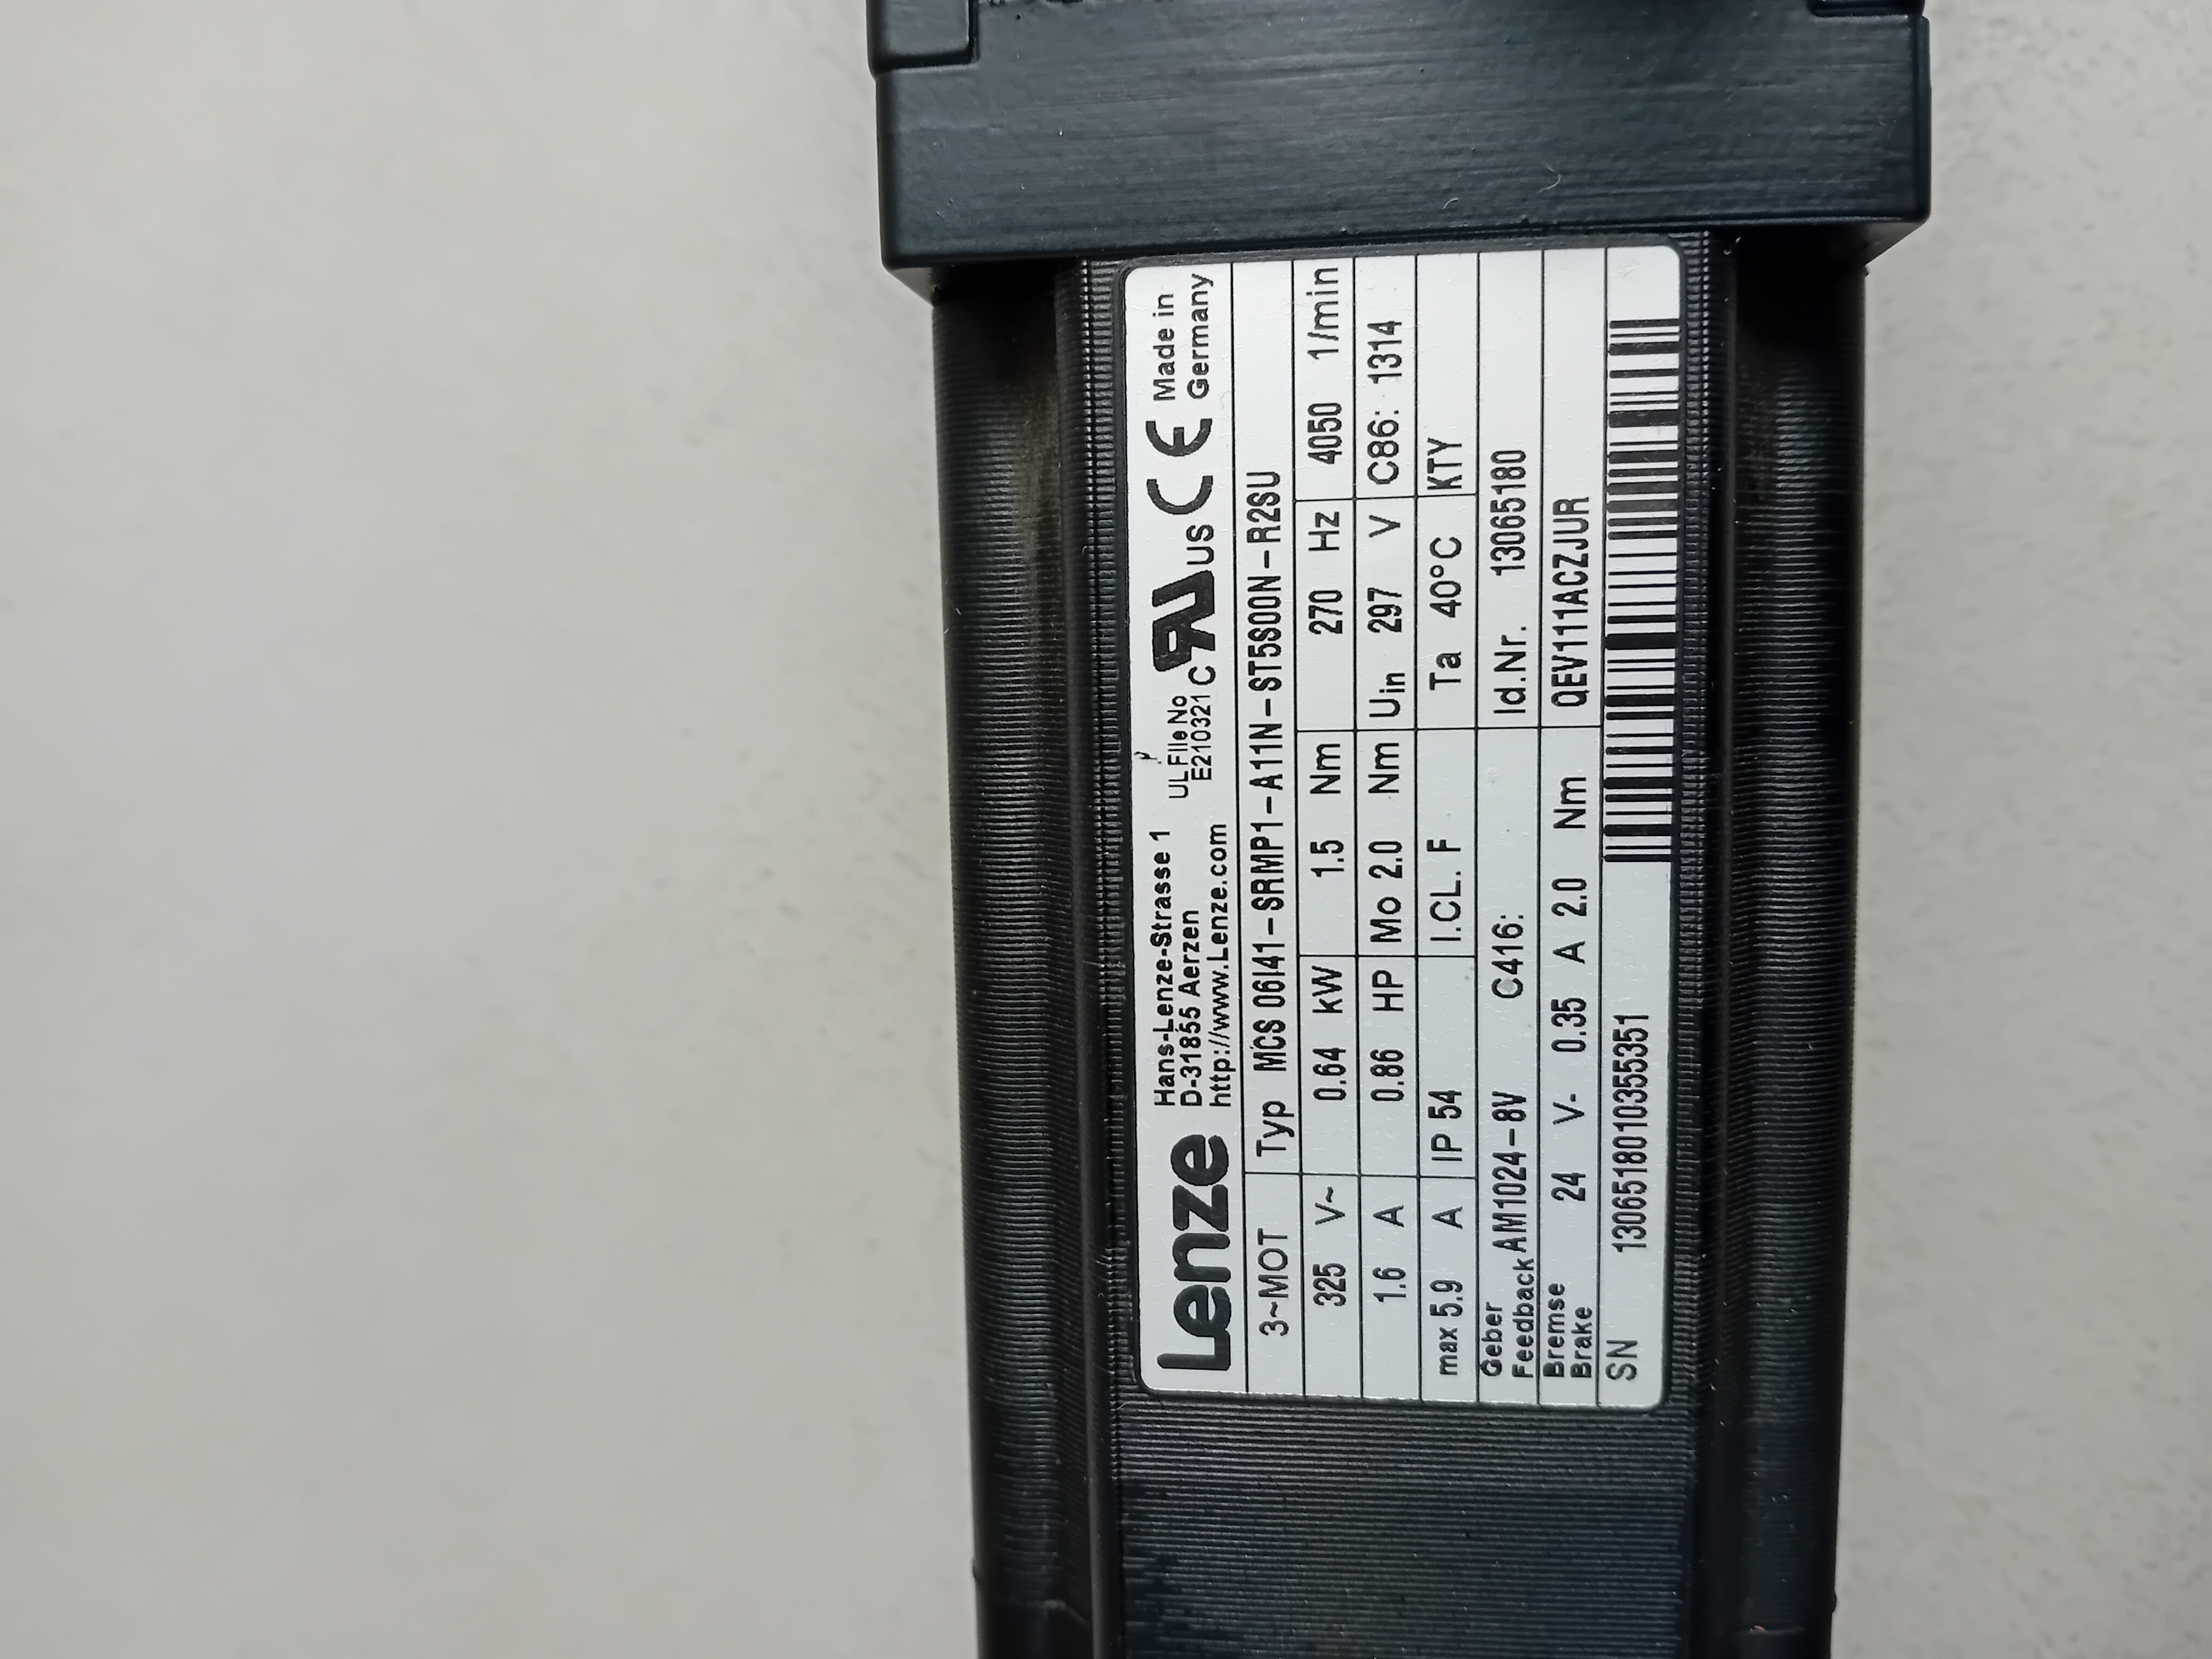 Lenze
Hans-Lenze-Strasse 1
D-31855 Aerzen
http://www.Lenze.com
UL File No
E210321
c RU us CE
Made in
Germany
3~MOT Typ MCS 06I41-SRMP1-A11N-ST5S00N-R2SU
325 V~ 0.64 kW 1.5 Nm 270 Hz 4050 1/min
1.6 A 0.86 HP Mo 2.0 Nm Uin 297 V C86: 1314
max 5.9 A IP 54 I.CL. F Ta 40°C KTY
Geber
Feedback AM1024-8V C416: Id.Nr. 13065180
Bremse
Brake 24 V- 0.35 A 2.0 Nm QEV111ACZJUR
SN 1306518010355351